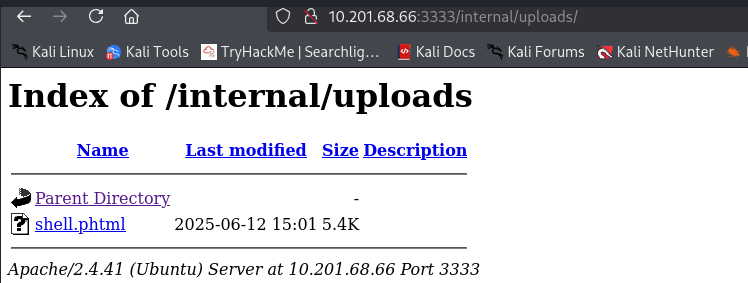 10.201.68.66:3333/internal/uploads/
Kali Linux Kali Tools TryHackMe | Searchlig… Kali Docs Kali Forums Kali NetHunter
Index of /internal/uploads
Name Last modified Size Description
Parent Directory -
shell.phtml 2025-06-12 15:01 5.4K
Apache/2.4.41 (Ubuntu) Server at 10.201.68.66 Port 3333